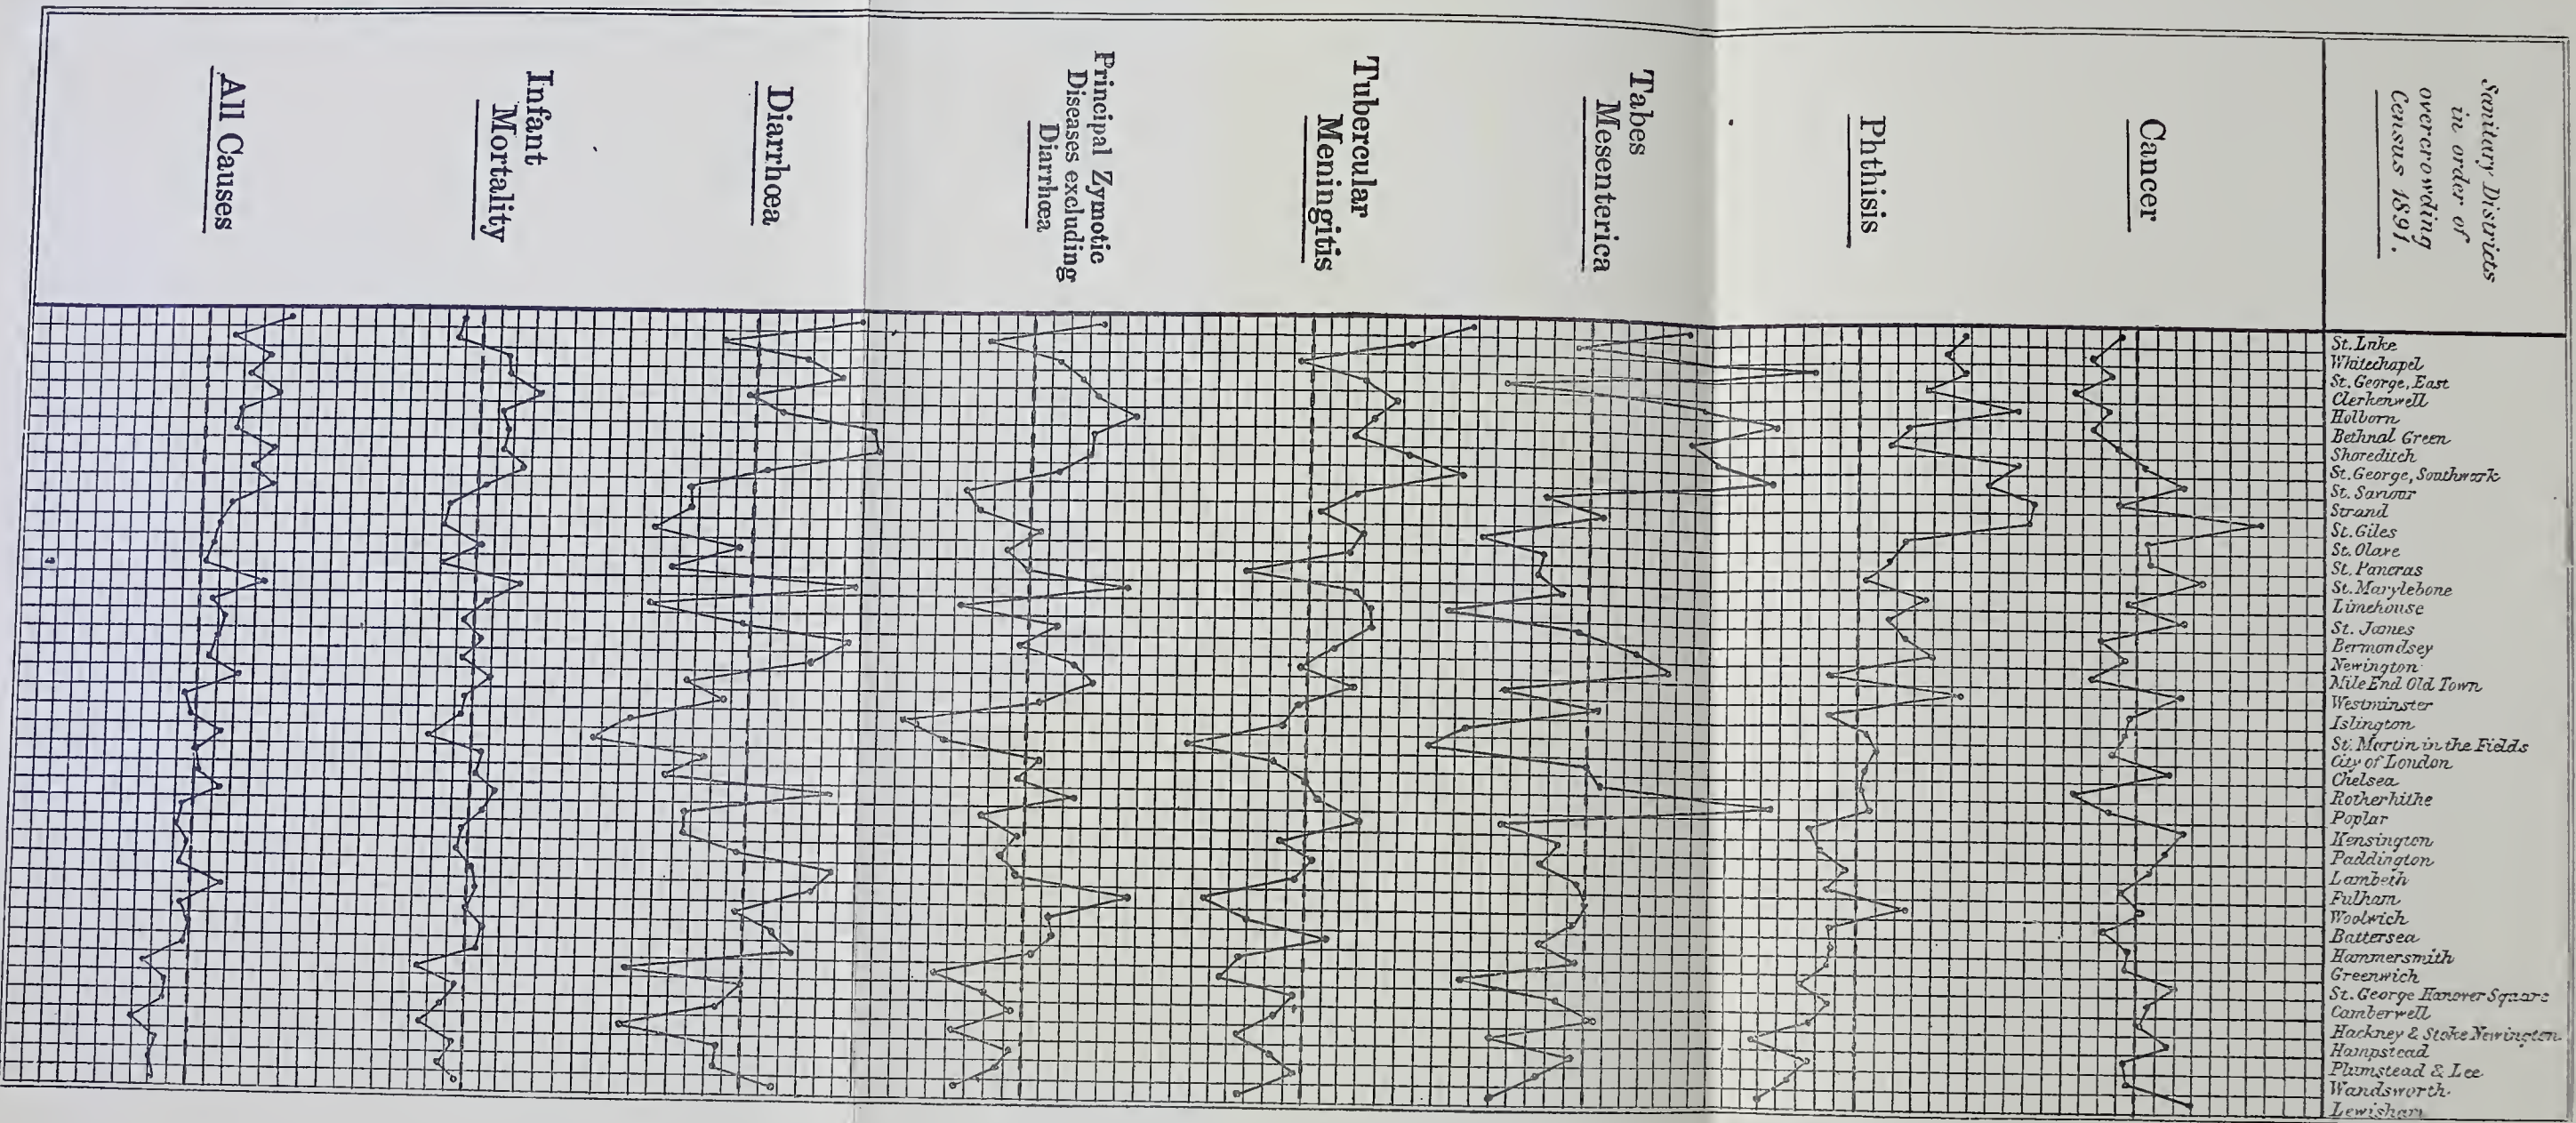 All Causes
Infant
Mortality
Diarrhœa
Principal Zymotic
Diseases excluding
Diarrhœa
Tubercular
Meningitis
Tabes
Mesenterica
Phthisis
Cancer
Sanitary Districts
in order of
overcrowding
Census 1891.
St. Luke
Whitechapel
St. George, East
Clerkenwell
Holborn
Bethnal Green
Shoreditch
St. George, Southwark
St. Saviour
Strand
St. Giles
St. Olave
St. Pancras
St. Marylebone
Limehouse
St. James
Bermondsey
Newington
Mile End Old Town
Westminster
Islington
St. Martin in the Fields
City of London
Chelsea
Rotherhithe
Poplar
Kensington
Paddington
Lambeth
Fulham
Woolwich
Battersea
Hammersmith
Greenwich
St. George Hanover Square
Camberwell
Hackney & Stoke Newington
Hampstead
Plumstead & Lee
Wandsworth
Lewisham